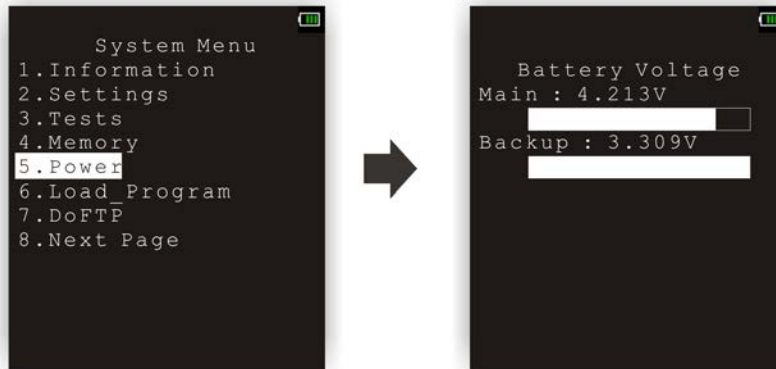 System Menu
1.Information
2.Settings
3.Tests
4.Memory
5.Power
6.Load_Program
7.DoFTP
8.Next Page
Battery Voltage
Main : 4.213V
Backup : 3.309V